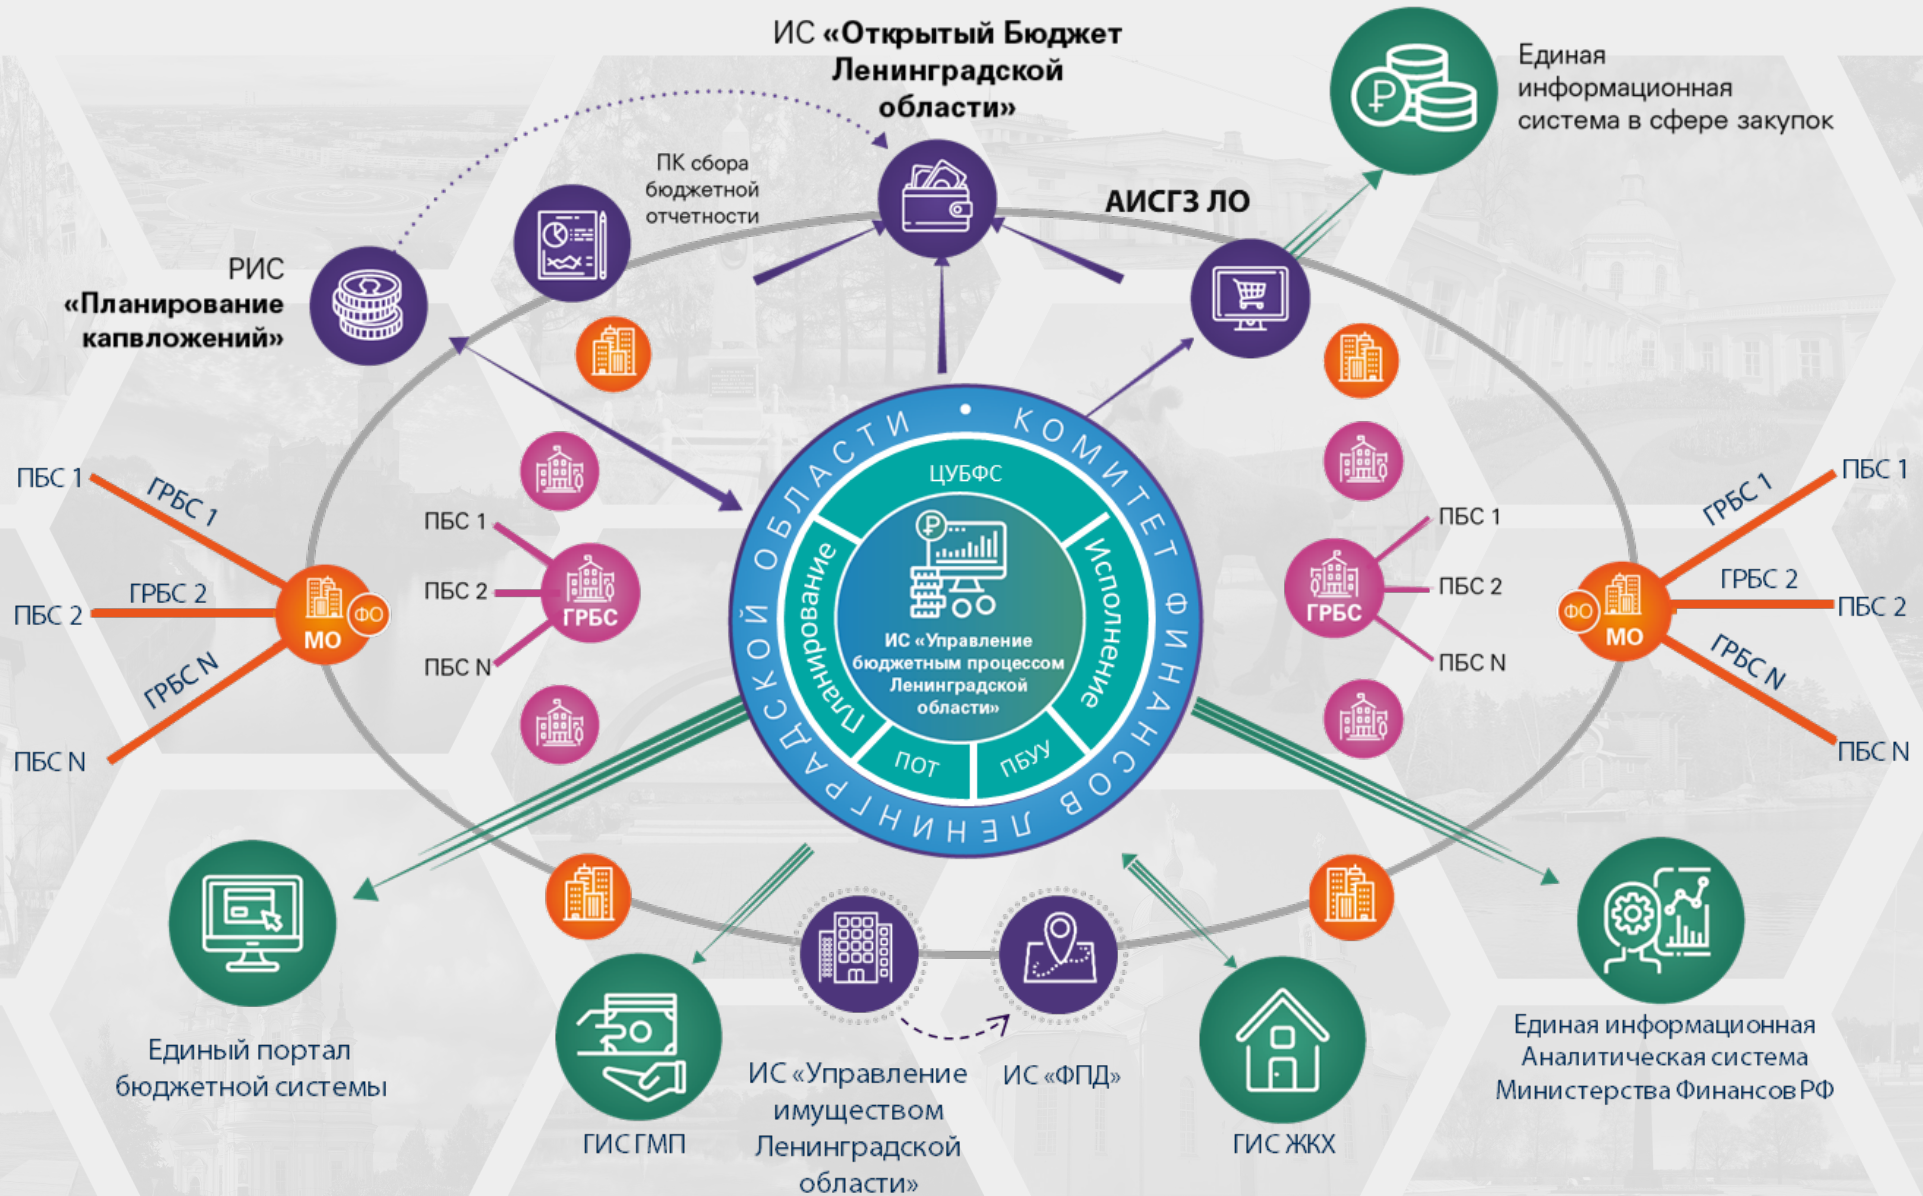 ИС «Открытый Бюджет
Ленинградской
области»
Единая
информационная
система в сфере закупок
ПК сбора
бюджетной
отчетности
АИСГЗ ЛО
РИС
«Планирование
капвложений»
КОМИТЕТ ФИНАНСОВ ЛЕНИНГРАДСКОЙ ОБЛАСТИ
ЦУБФС
Планирование
Исполнение
ПОТ
ПБУУ
₽
ИС «Управление
бюджетным процессом
Ленинградской
области»
ПБС 1
ГРБС 1
ПБС 2
ГРБС 2
ПБС N
ГРБС N
МО
ФО
ПБС 1
ПБС 2
ПБС N
ГРБС
ГРБС
ПБС 1
ПБС 2
ПБС N
ФО
МО
ГРБС 1
ПБС 1
ГРБС 2
ПБС 2
ГРБС N
ПБС N
Единый портал
бюджетной системы
ГИС ГМП
ИС «Управление
имуществом
Ленинградской
области»
ИС «ФПД»
ГИС ЖКХ
Единая информационная
Аналитическая система
Министерства Финансов РФ
₽